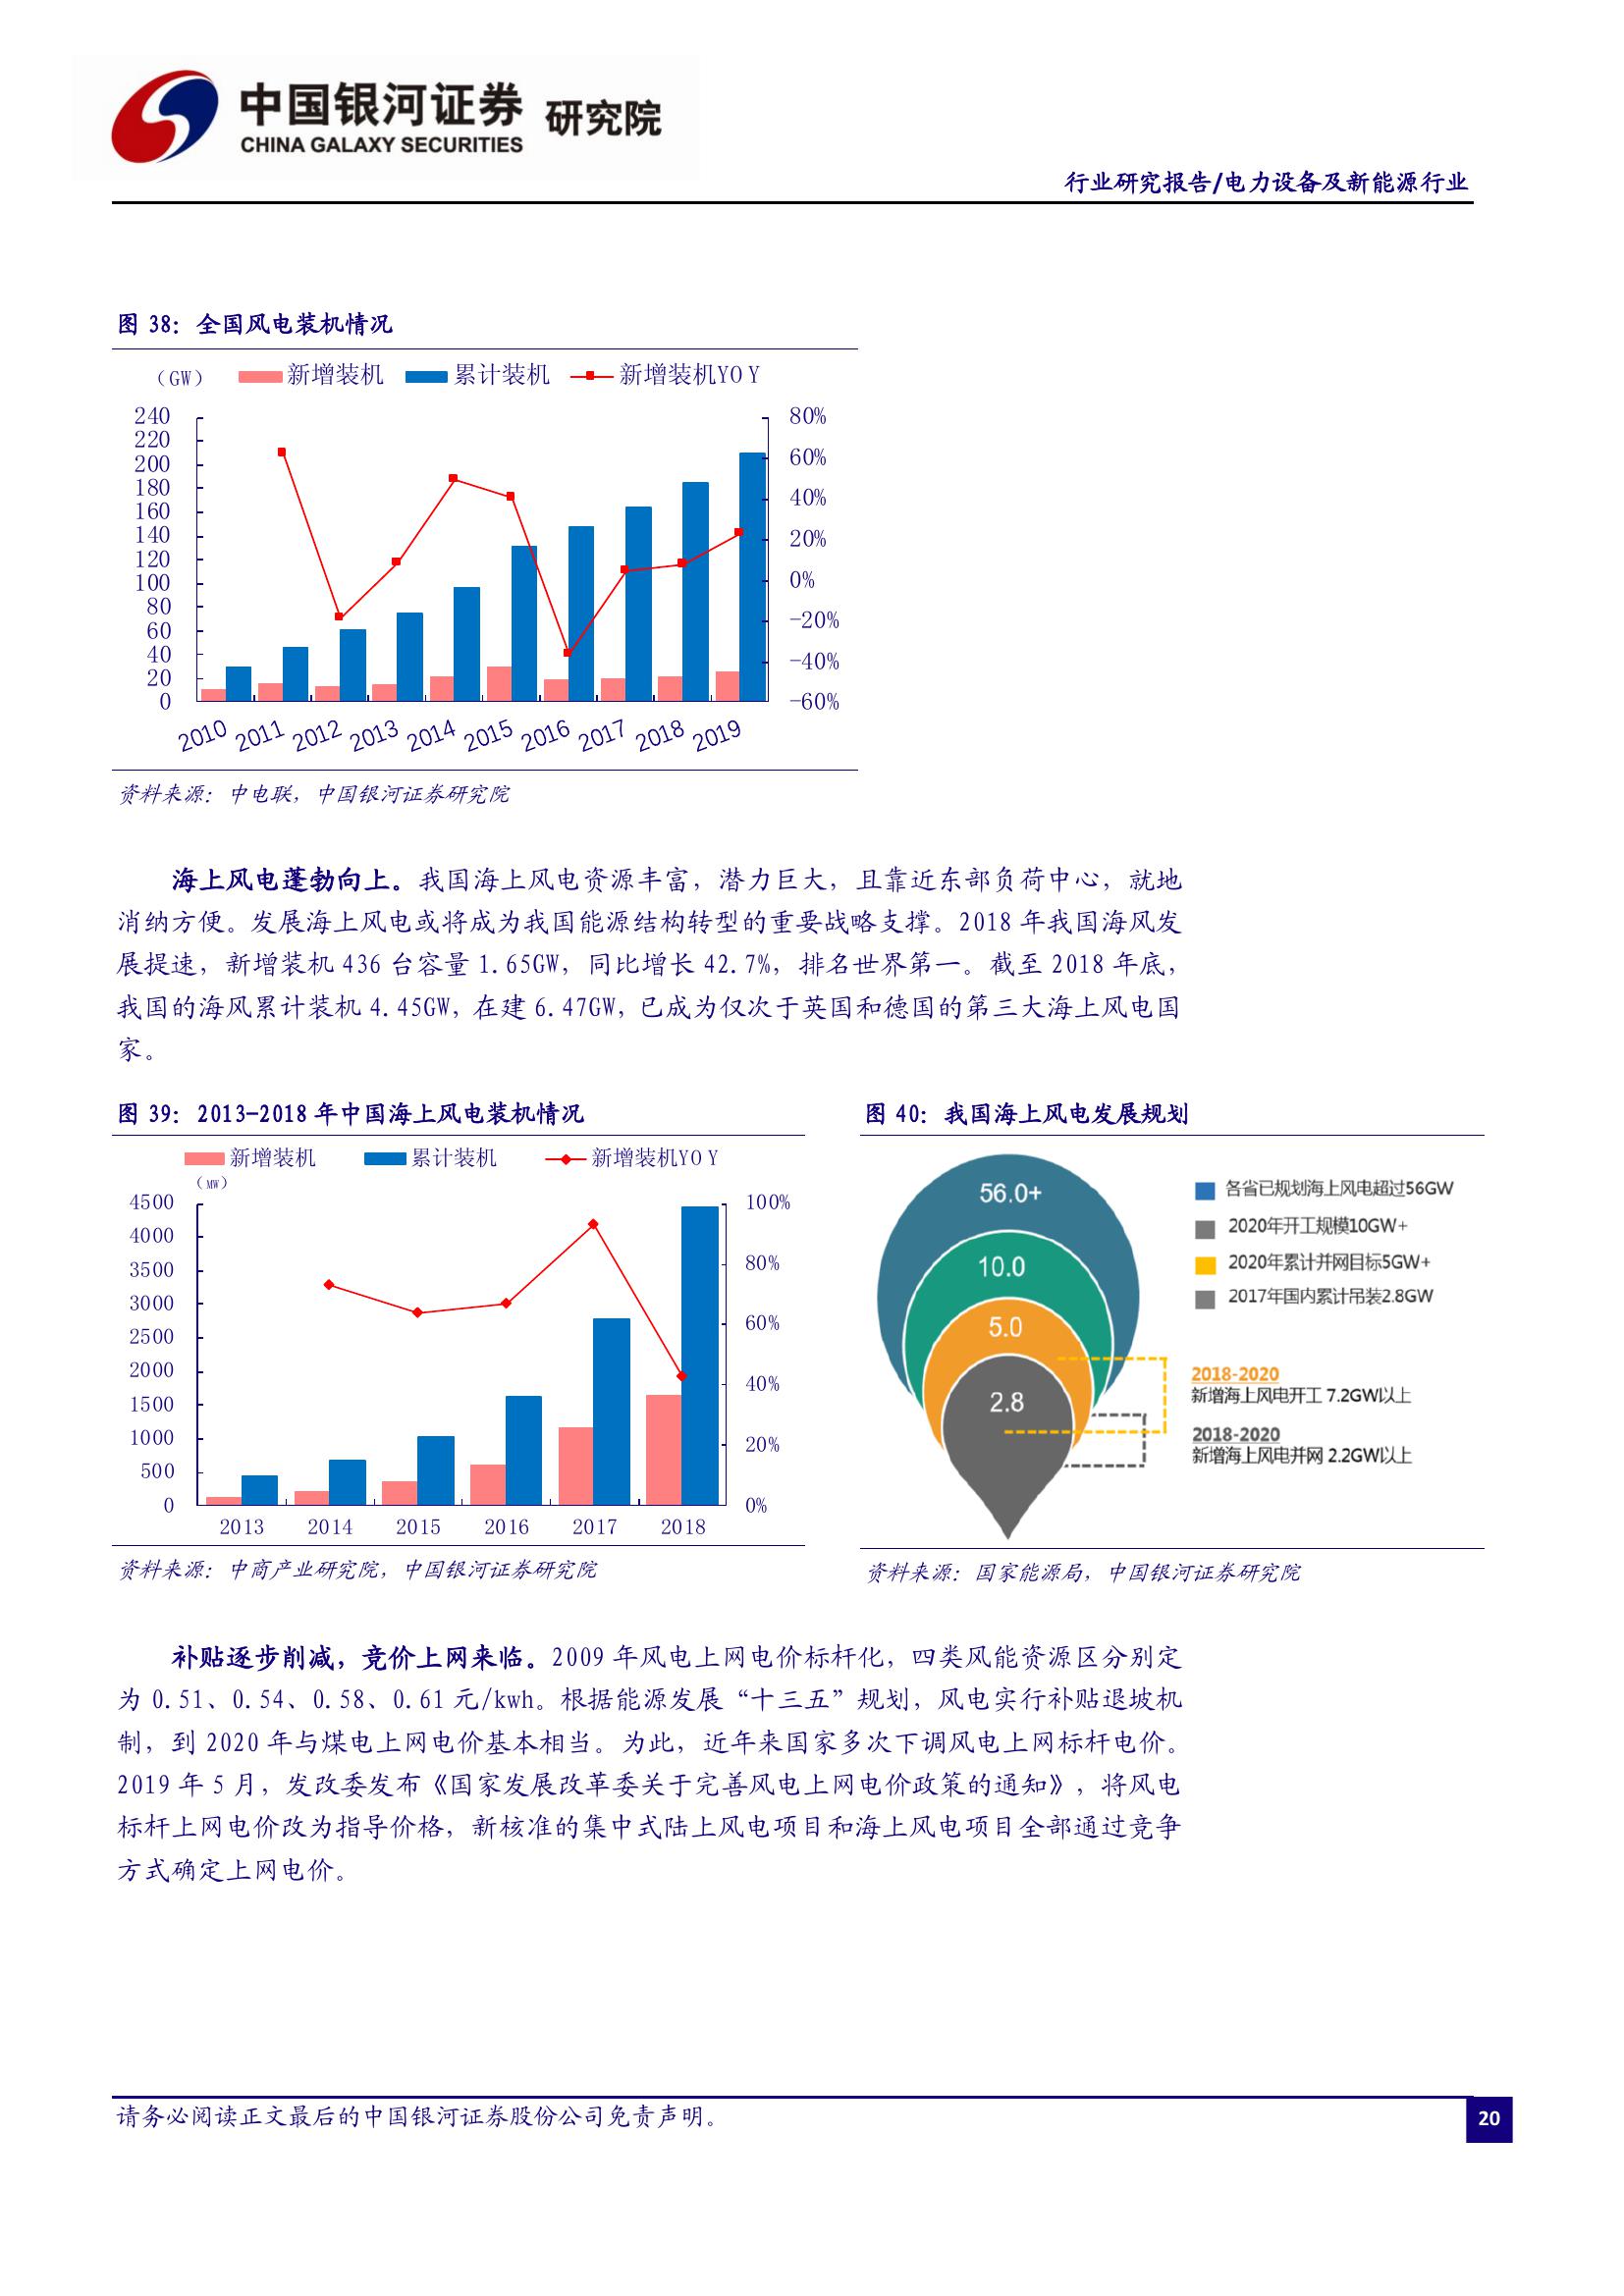 中国银河证券 研究院
CHINA GALAXY SECURITIES
行业研究报告/电力设备及新能源行业
图 38：全国风电装机情况
（GW） 新增装机 累计装机 新增装机YOY
240
220
200
180
160
140
120
100
80
60
40
20
0
80%
60%
40%
20%
0%
-20%
-40%
-60%
2010 2011 2012 2013 2014 2015 2016 2017 2018 2019
资料来源：中电联，中国银河证券研究院
海上风电蓬勃向上。我国海上风电资源丰富，潜力巨大，且靠近东部负荷中心，就地
消纳方便。发展海上风电或将成为我国能源结构转型的重要战略支撑。2018 年我国海风发
展提速，新增装机 436 台容量 1.65GW，同比增长 42.7%，排名世界第一。截至 2018 年底，
我国的海风累计装机 4.45GW，在建 6.47GW，已成为仅次于英国和德国的第三大海上风电国
家。
图 39：2013-2018 年中国海上风电装机情况
新增装机 累计装机 新增装机YOY
（MW）
4500
4000
3500
3000
2500
2000
1500
1000
500
0
100%
80%
60%
40%
20%
0%
2013 2014 2015 2016 2017 2018
资料来源：中商产业研究院，中国银河证券研究院
图 40：我国海上风电发展规划
56.0+
10.0
5.0
2.8
各省已规划海上风电超过56GW
2020年开工规模10GW+
2020年累计并网目标5GW+
2017年国内累计吊装2.8GW
2018-2020
新增海上风电开工 7.2GW以上
2018-2020
新增海上风电并网 2.2GW以上
资料来源：国家能源局，中国银河证券研究院
补贴逐步削减，竞价上网来临。2009 年风电上网电价标杆化，四类风能资源区分别定
为 0.51、0.54、0.58、0.61 元/kwh。根据能源发展“十三五”规划，风电实行补贴退坡机
制，到 2020 年与煤电上网电价基本相当。为此，近年来国家多次下调风电上网标杆电价。
2019 年 5 月，发改委发布《国家发展改革委关于完善风电上网电价政策的通知》，将风电
标杆上网电价改为指导价格，新核准的集中式陆上风电项目和海上风电项目全部通过竞争
方式确定上网电价。
请务必阅读正文最后的中国银河证券股份公司免责声明。
20